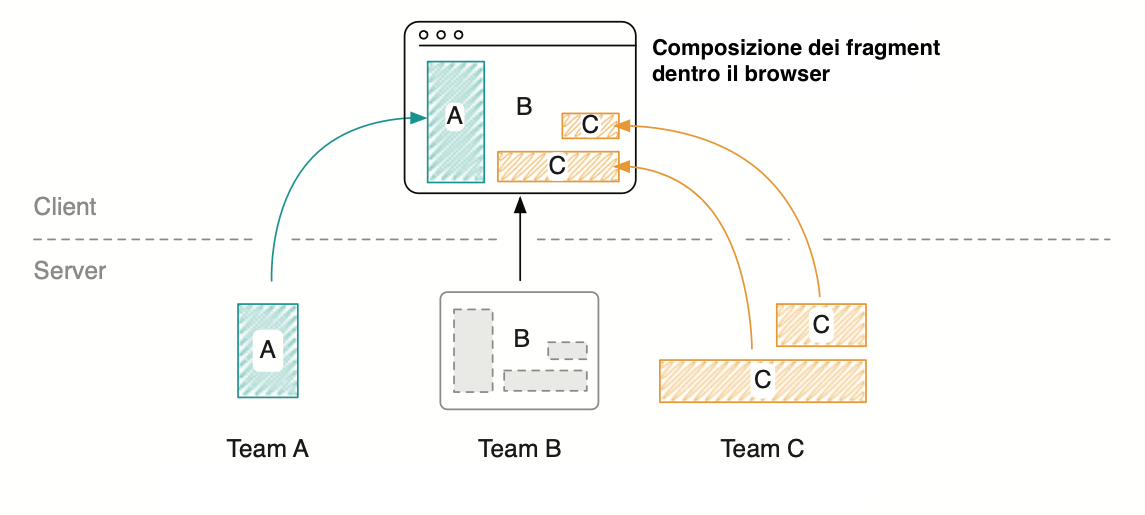 Composizione dei fragment
dentro il browser
A
B
C
C
Client
Server
A
B
C
C
Team A
Team B
Team C